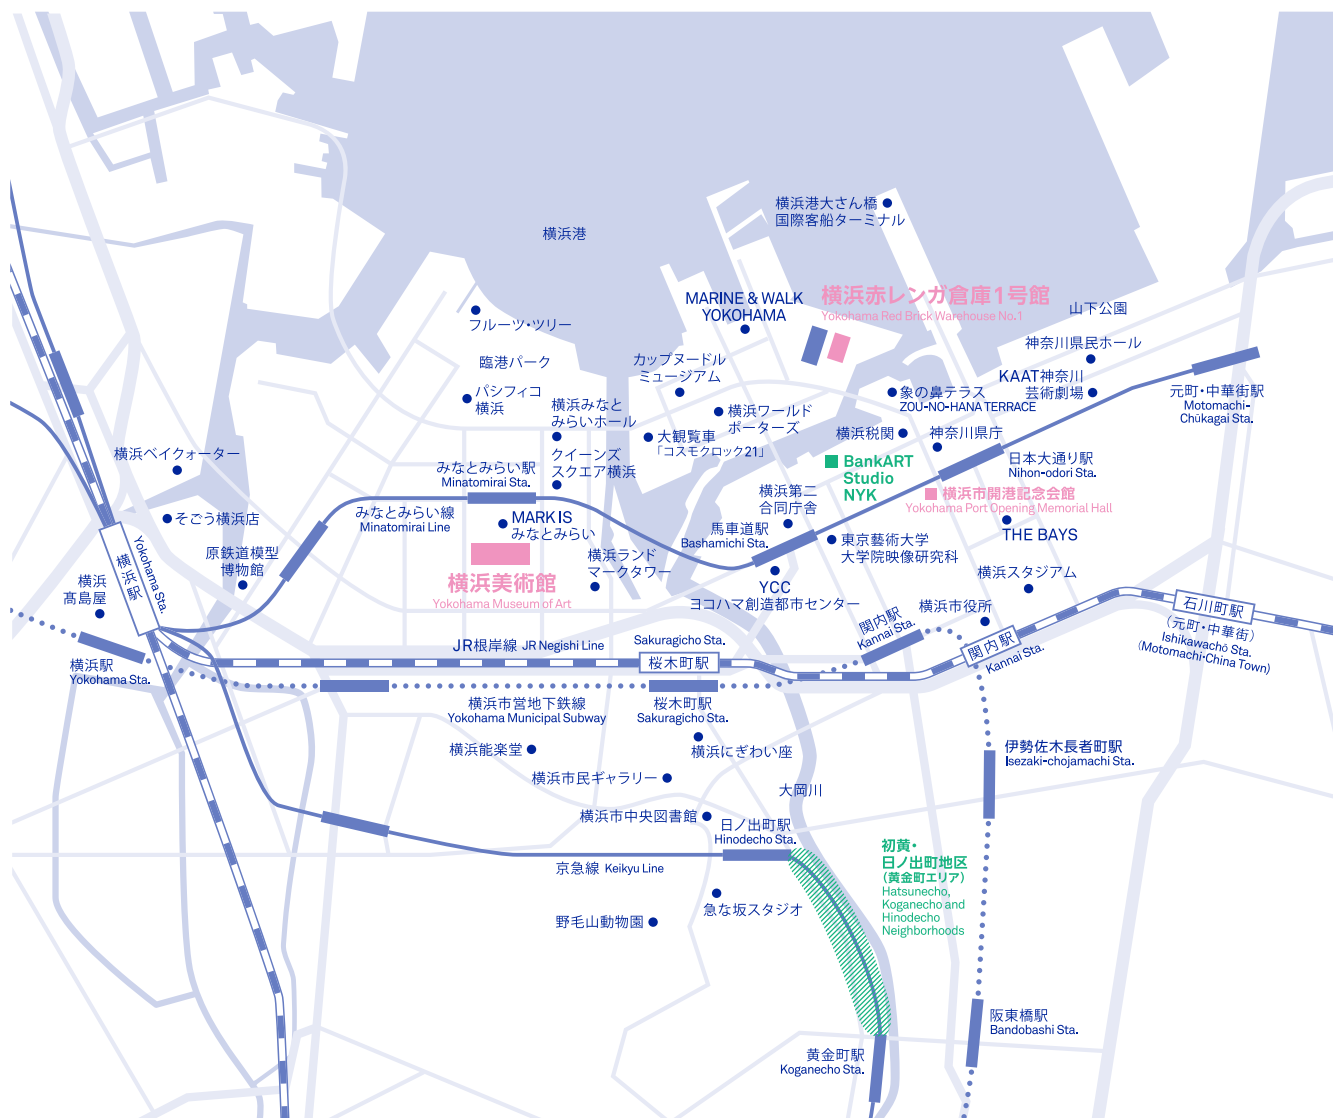 横浜港大さん橋
国際客船ターミナル
横浜港
MARINE & WALK
YOKOHAMA
横浜赤レンガ倉庫1号館
Yokohama Red Brick Warehouse No.1
山下公園
フルーツ・ツリー
神奈川県民ホール
臨港パーク
カップヌードル
ミュージアム
KAAT神奈川
芸術劇場
元町・中華街駅
Motomachi-
Chūkagai Sta.
パシフィコ
横浜
横浜みなと
みらいホール
横浜ワールド
ポーターズ
象の鼻テラス
ZOU-NO-HANA TERRACE
大観覧車
「コスモクロック21」
横浜税関
神奈川県庁
横浜ベイクォーター
クイーンズ
スクエア横浜
みなとみらい駅
Minatomirai Sta.
BankART
Studio
NYK
日本大通り駅
Nihon-odori Sta.
横浜第二
合同庁舎
横浜市開港記念会館
Yokohama Port Opening Memorial Hall
みなとみらい線
Minatomirai Line
そごう横浜店
MARK IS
みなとみらい
馬車道駅
Bashamichi Sta.
THE BAYS
東京藝術大学
大学院映像研究科
横浜駅
Yokohama Sta.
原鉄道模型
博物館
横浜ランド
マークタワー
横浜美術館
Yokohama Museum of Art
横浜
髙島屋
YCC
ヨコハマ創造都市センター
横浜スタジアム
横浜市役所
石川町駅
(元町・中華街)
Ishikawachō Sta.
(Motomachi·China Town)
関内駅
Kannai Sta.
関内駅
Kannai Sta.
JR根岸線 JR Negishi Line
Sakuragicho Sta.
桜木町駅
横浜駅
Yokohama Sta.
横浜市営地下鉄線
Yokohama Municipal Subway
桜木町駅
Sakuragicho Sta.
横浜能楽堂
横浜にぎわい座
伊勢佐木長者町駅
Isezaki-chojamachi Sta.
横浜市民ギャラリー
大岡川
横浜市中央図書館
日ノ出町駅
Hinodecho Sta.
京急線 Keikyu Line
初黄・
日ノ出町地区
(黄金町エリア)
Hatsunecho,
Koganecho and
Hinodecho
Neighborhoods
急な坂スタジオ
野毛山動物園
阪東橋駅
Bandobashi Sta.
黄金町駅
Koganecho Sta.